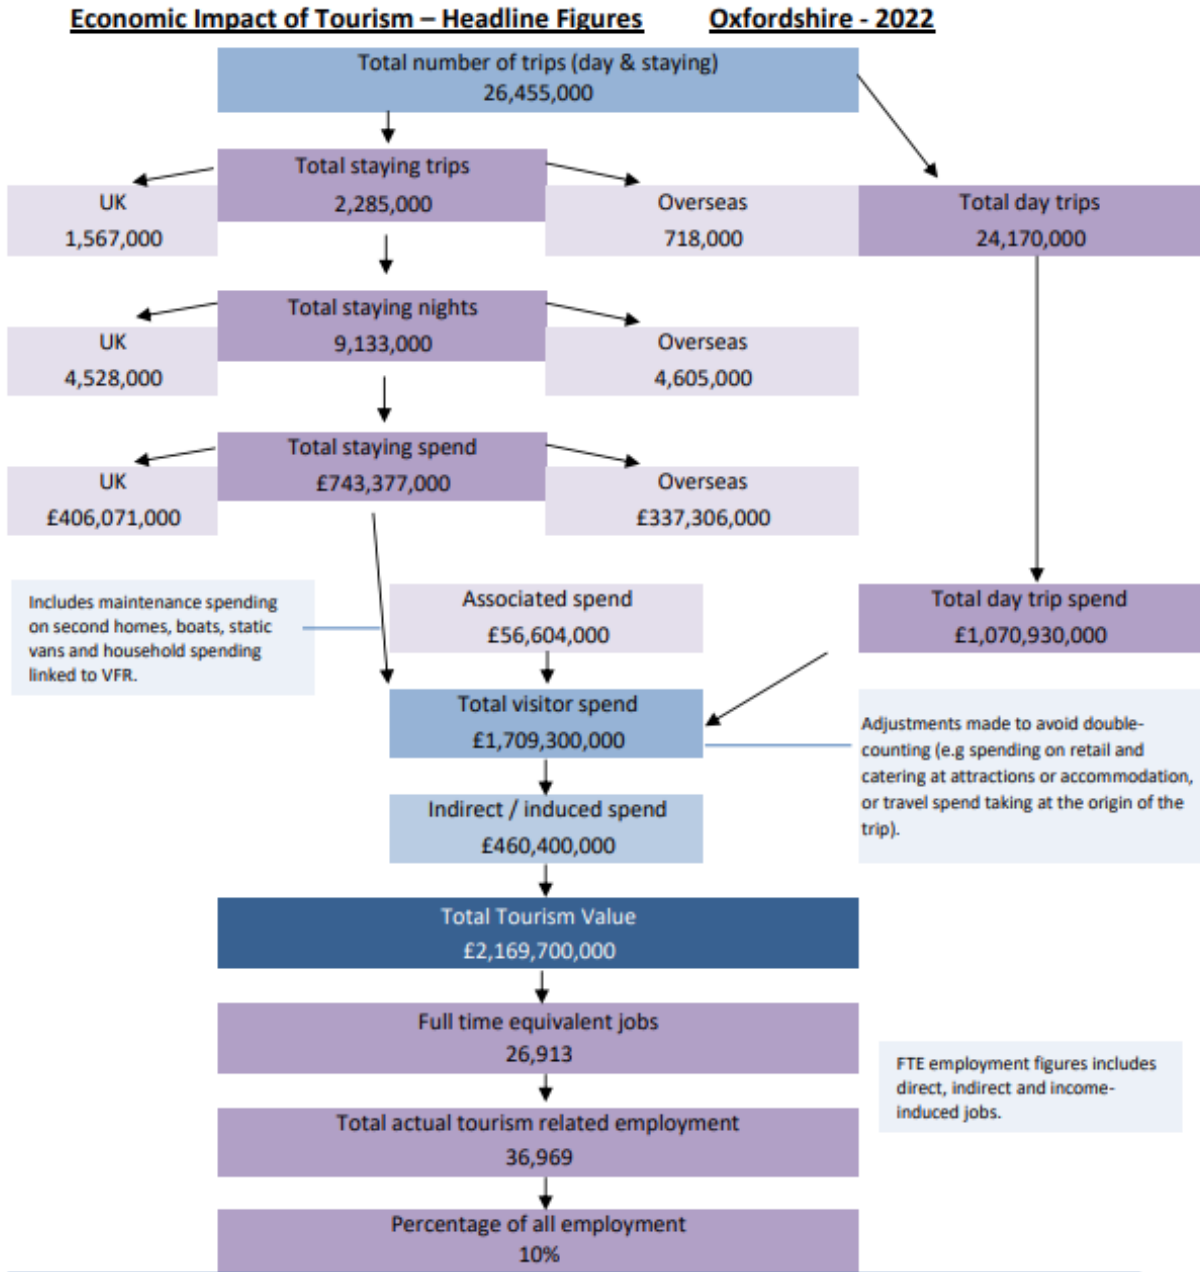 Economic Impact of Tourism – Headline Figures Oxfordshire - 2022
Total number of trips (day & staying)
26,455,000
Total staying trips
2,285,000
UK
1,567,000
Overseas
718,000
Total day trips
24,170,000
Total staying nights
9,133,000
UK
4,528,000
Overseas
4,605,000
Total staying spend
£743,377,000
UK
£406,071,000
Overseas
£337,306,000
Includes maintenance spending
on second homes, boats, static
vans and household spending
linked to VFR.
Associated spend
£56,604,000
Total day trip spend
£1,070,930,000
Total visitor spend
£1,709,300,000
Adjustments made to avoid double-
counting (e.g spending on retail and
catering at attractions or accommodation,
or travel spend taking at the origin of the
trip).
Indirect / induced spend
£460,400,000
Total Tourism Value
£2,169,700,000
Full time equivalent jobs
26,913
FTE employment figures includes
direct, indirect and income-
induced jobs.
Total actual tourism related employment
36,969
Percentage of all employment
10%